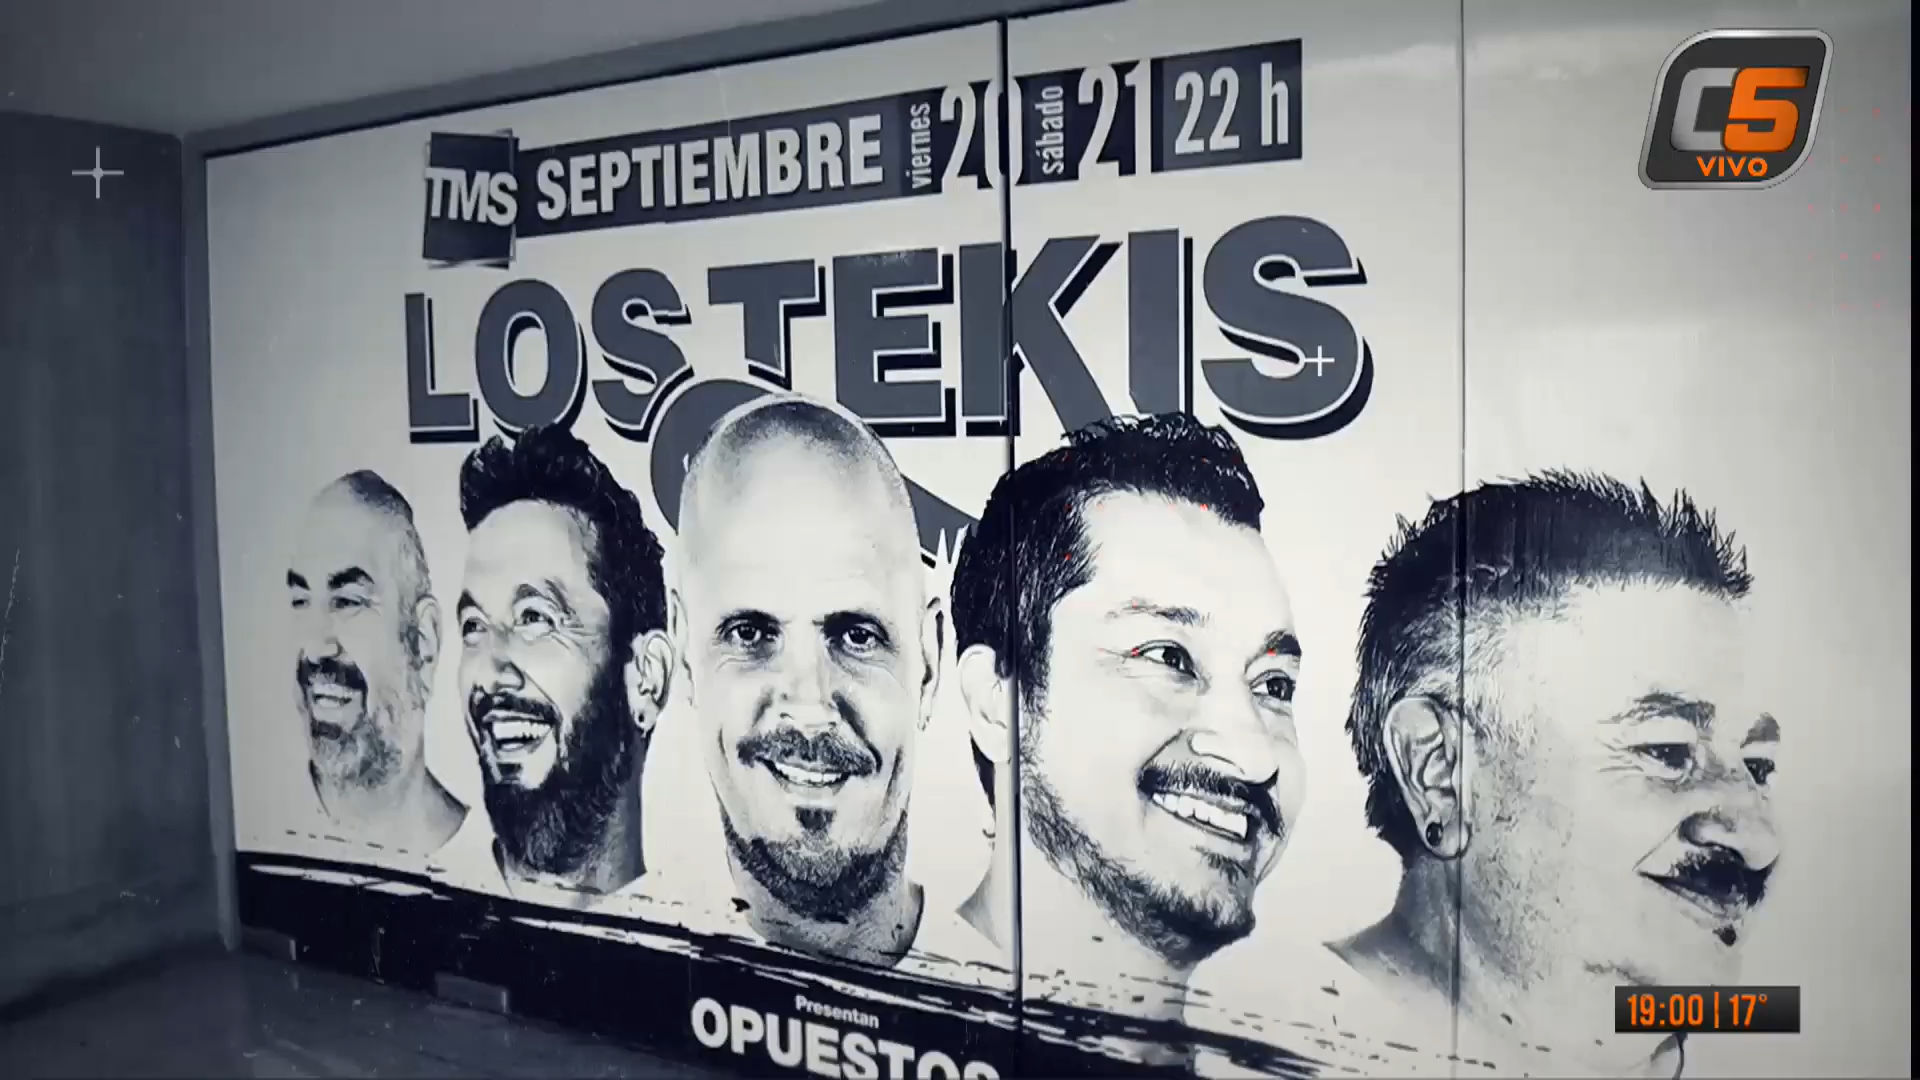 C5
VIVO
TMS SEPTIEMBRE viernes 20 sábado 21 22 h
LOS TEKIS
Presentan
OPUESTOS
19:00 | 17°